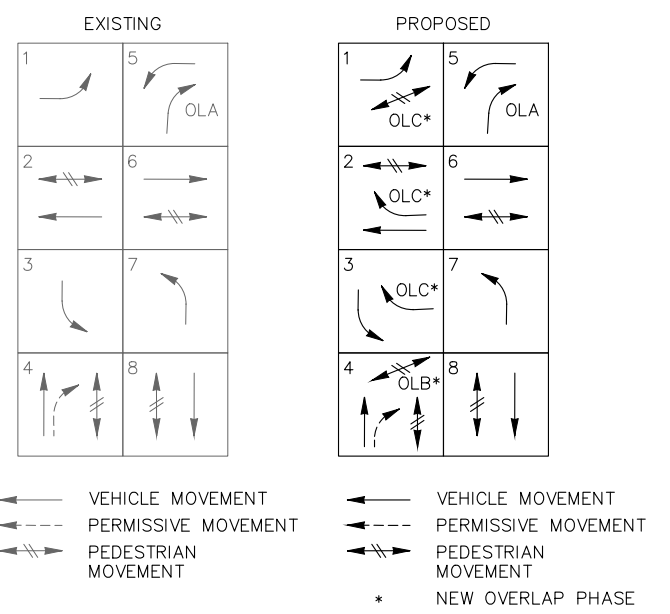 EXISTING
1
5
OLA
2
6
3
7
4
8
VEHICLE MOVEMENT
PERMISSIVE MOVEMENT
PEDESTRIAN
MOVEMENT
PROPOSED
1
OLC*
5
OLA
2
OLC*
6
3
OLC*
7
4
OLB*
8
VEHICLE MOVEMENT
PERMISSIVE MOVEMENT
PEDESTRIAN
MOVEMENT
* NEW OVERLAP PHASE